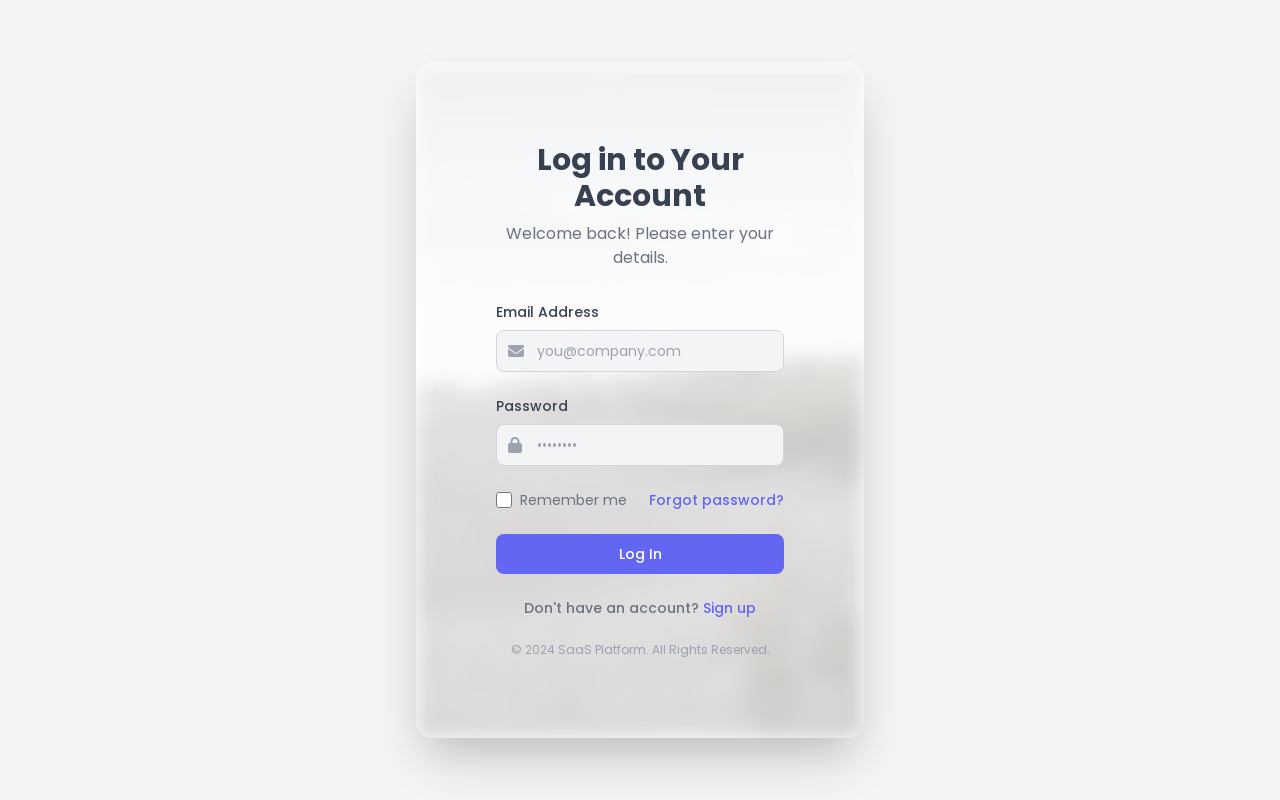 Log in to Your
Account
Welcome back! Please enter your
details.
Email Address
you@company.com
Password
••••••••
Remember me Forgot password?
Log In
Don't have an account? Sign up
© 2024 SaaS Platform. All Rights Reserved.